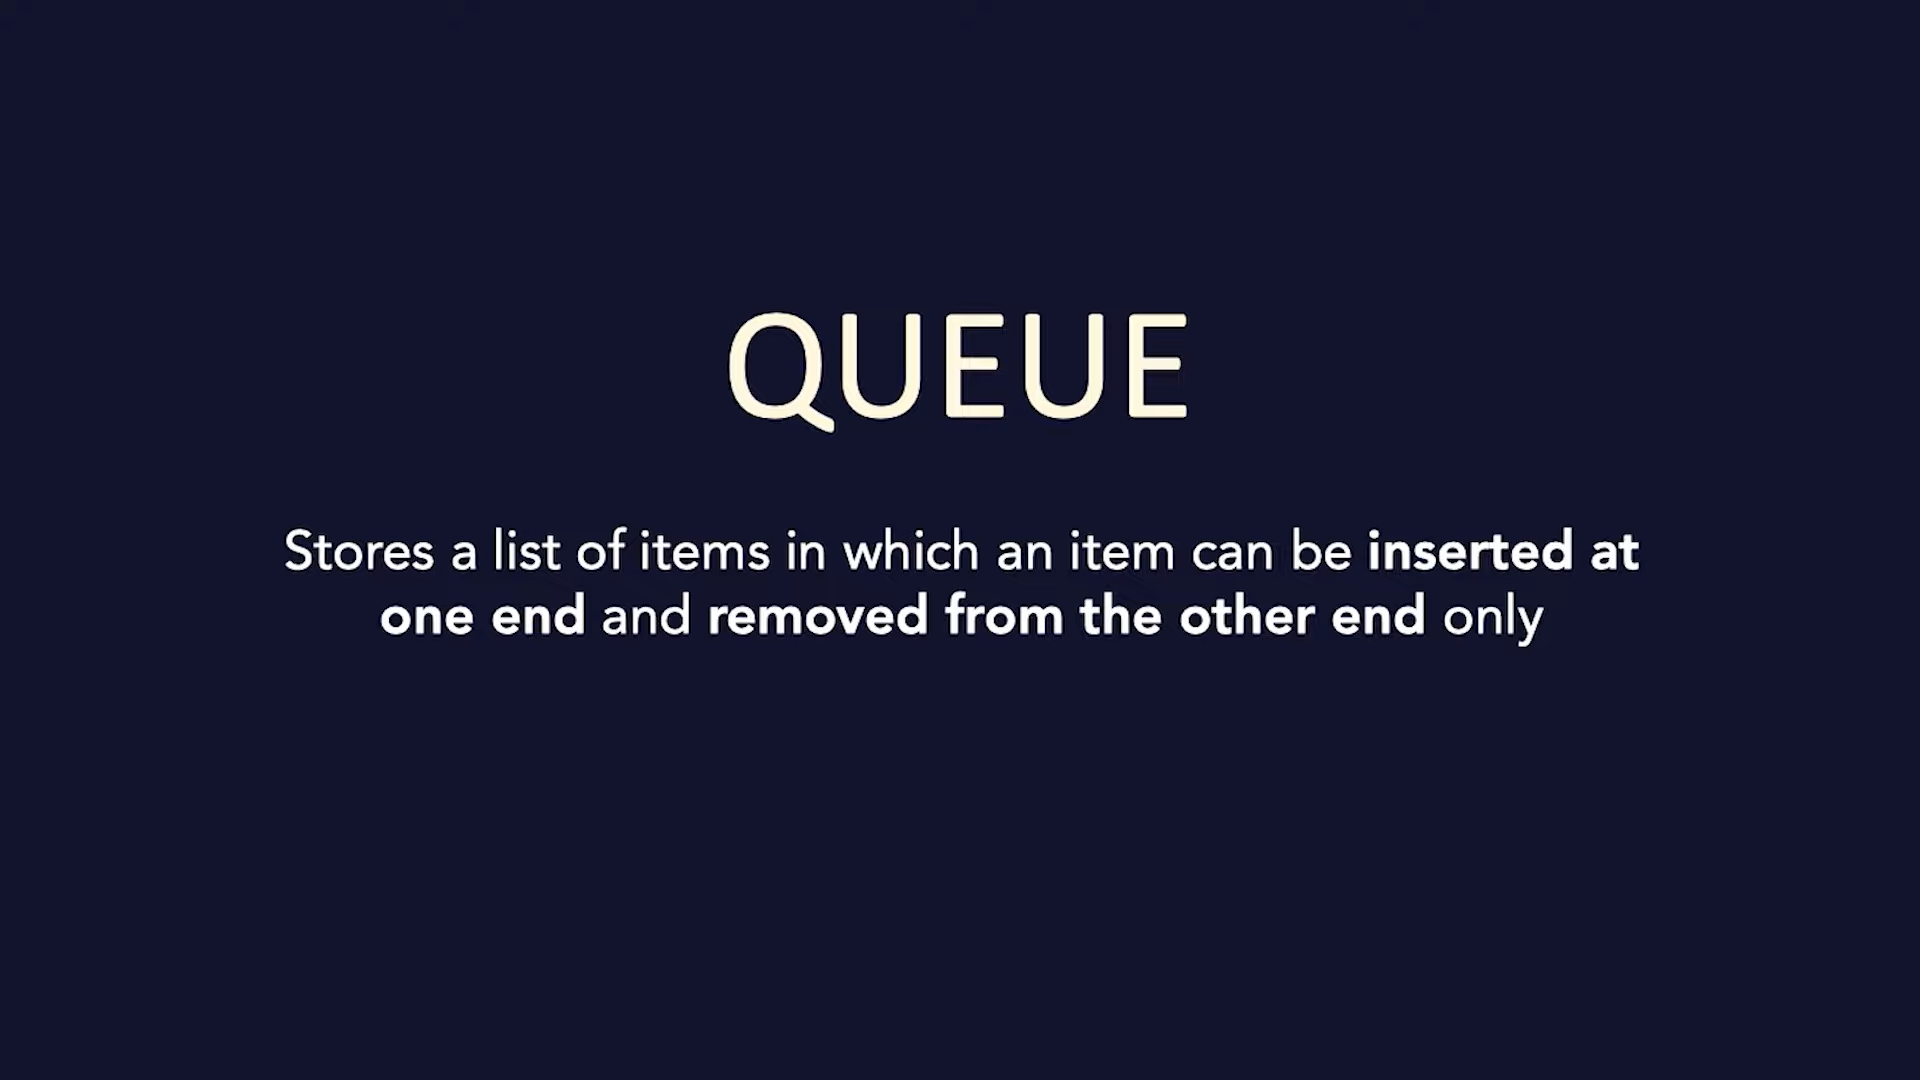 QUEUE
Stores a list of items in which an item can be inserted at
one end and removed from the other end only